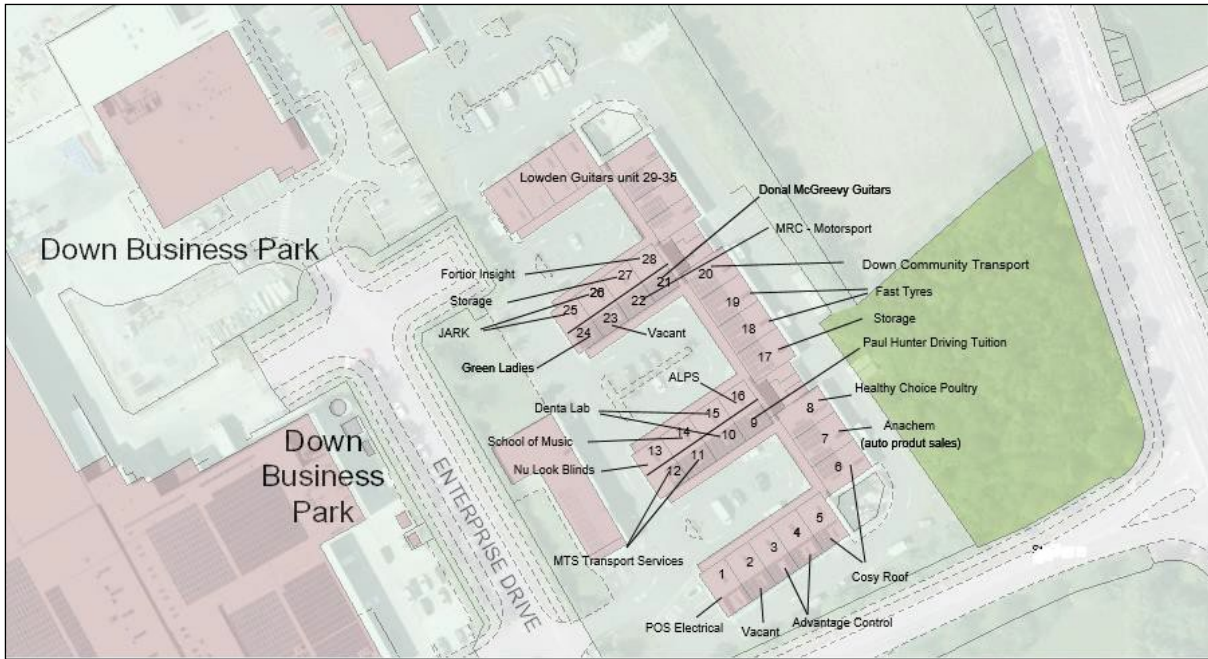 Lowden Guitars unit 29-35
Donal McGreevy Guitars
MRC - Motorsport
Down Business Park
28
Fortior Insight
27
21
20
Down Community Transport
Storage
26
22
19
Fast Tyres
JARK
25
23
18
Storage
24
Vacant
17
Paul Hunter Driving Tuition
Green Ladies
ALPS
16
8
Healthy Choice Poultry
Denta Lab
15
9
Anachem
(auto produt sales)
School of Music
14
10
7
Nu Look Blinds
13
11
6
12
Down
Business
Park
ENTERPRISE DRIVE
MTS Transport Services
5
4
3
2
1
Cosy Roof
POS Electrical
Vacant
Advantage Control